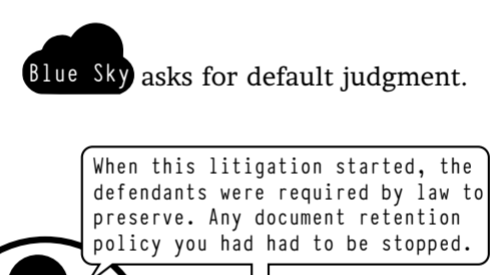 Blue Sky asks for default judgment.
When this litigation started, the
defendants were required by law to
preserve. Any document retention
policy you had had to be stopped.